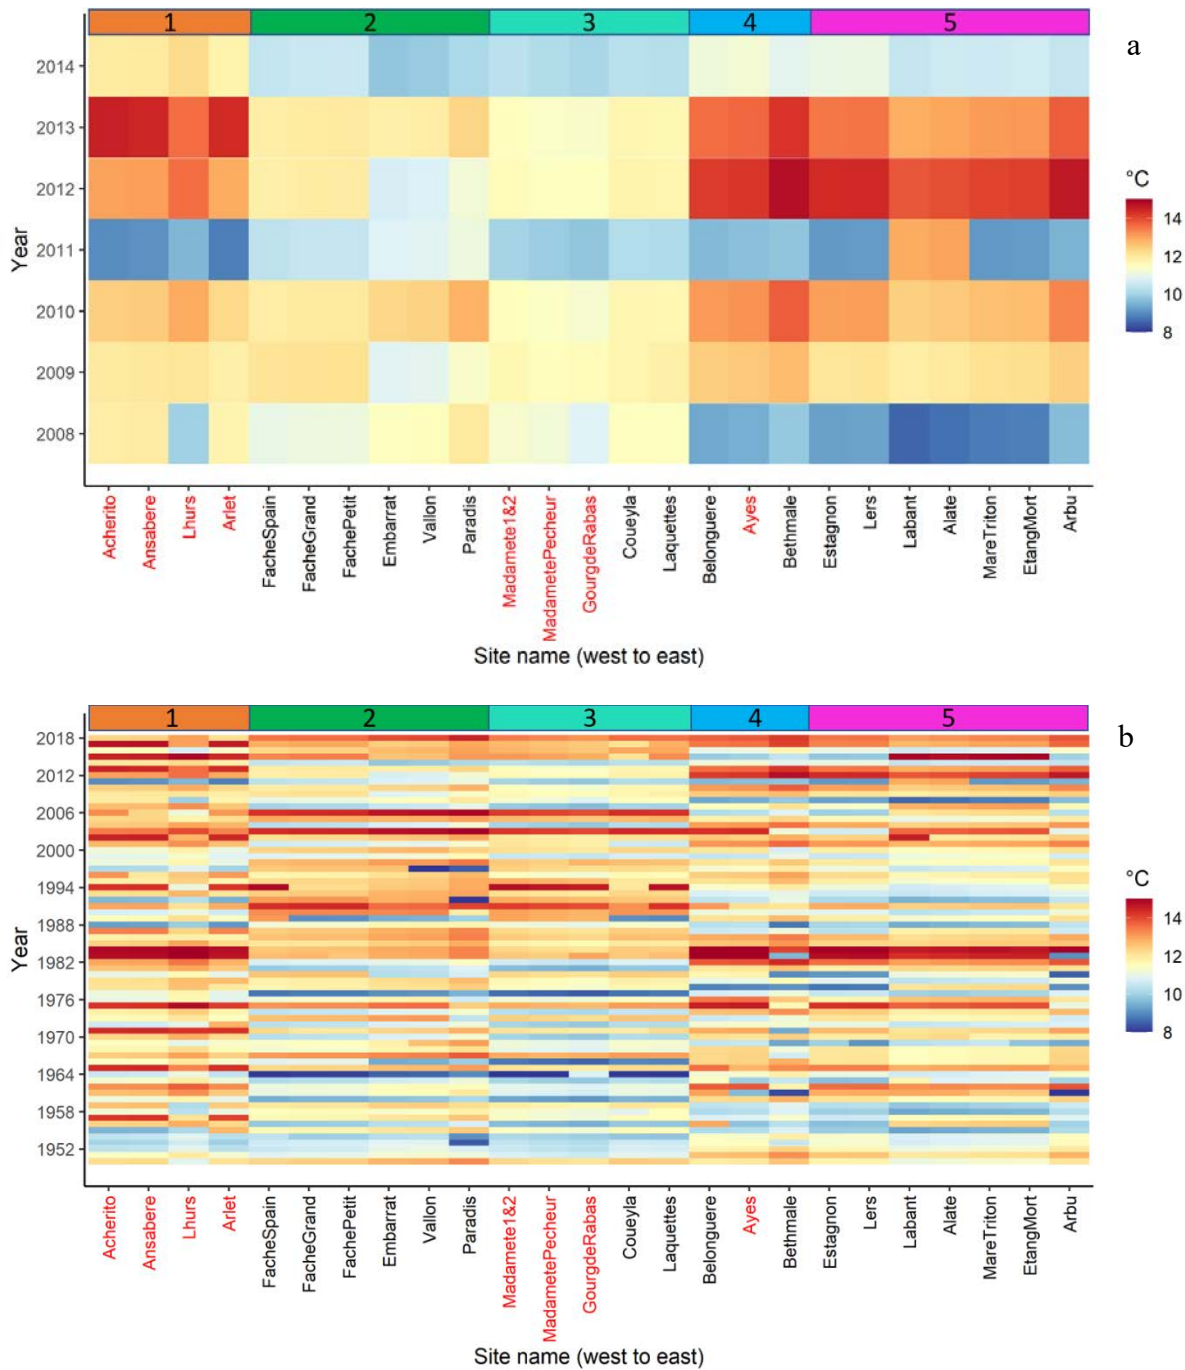 1 2 3 4 5
a
2014
2013
2012
2011
2010
2009
2008
Year
°C
14
12
10
8
Acherito
Ansabere
Lhurs
Arlet
FacheSpain
FacheGrand
FachePetit
Embarrat
Vallon
Paradis
Madamete1&2
MadametePecheur
GourgdeRabas
Coueyla
Laquettes
Belonguere
Ayes
Bethmale
Estagnon
Lers
Labant
Alate
MareTriton
EtangMort
Arbu
Site name (west to east)
1 2 3 4 5
b
2018
2012
2006
2000
1994
1988
1982
1976
1970
1964
1958
1952
Year
°C
14
12
10
8
Acherito
Ansabere
Lhurs
Arlet
FacheSpain
FacheGrand
FachePetit
Embarrat
Vallon
Paradis
Madamete1&2
MadametePecheur
GourgdeRabas
Coueyla
Laquettes
Belonguere
Ayes
Bethmale
Estagnon
Lers
Labant
Alate
MareTriton
EtangMort
Arbu
Site name (west to east)